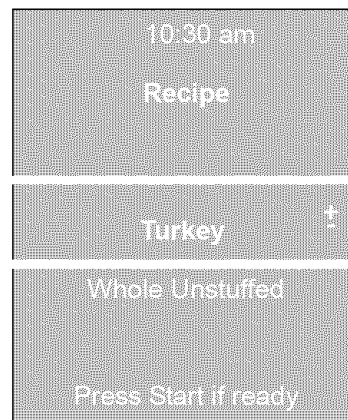 10:30 am
Recipe
+
-
Turkey
Whole Unstuffed
Press Start if ready